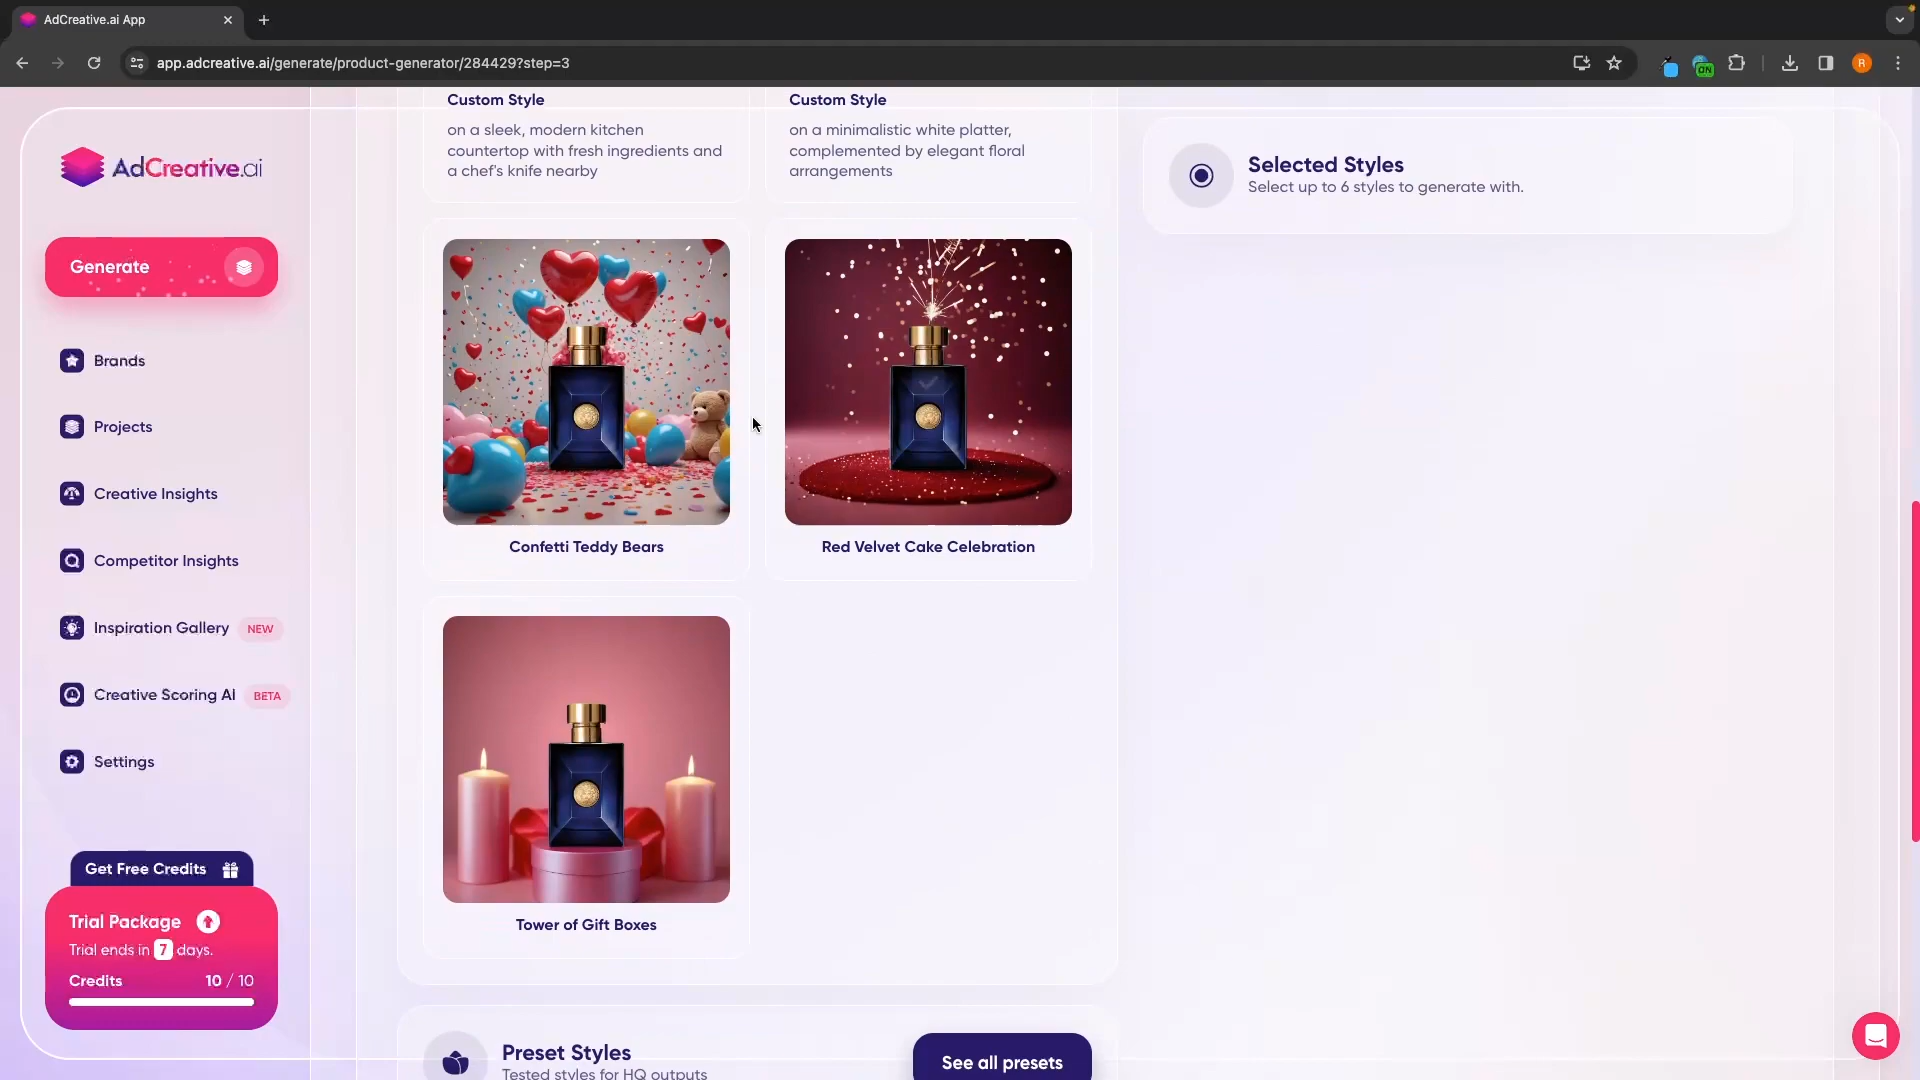 AdCreative.ai App
app.adcreative.ai/generate/product-generator/284429?step=3
ON
R
AdCreative.ai
Generate
Brands
Projects
Creative Insights
Competitor Insights
Inspiration Gallery NEW
Creative Scoring AI BETA
Settings
Get Free Credits
Trial Package
Trial ends in 7 days.
Credits 10 / 10
Custom Style
on a sleek, modern kitchen
countertop with fresh ingredients and
a chef's knife nearby
Custom Style
on a minimalistic white platter,
complemented by elegant floral
arrangements
Confetti Teddy Bears
Red Velvet Cake Celebration
Tower of Gift Boxes
Preset Styles
Tested styles for HQ outputs
See all presets
Selected Styles
Select up to 6 styles to generate with.